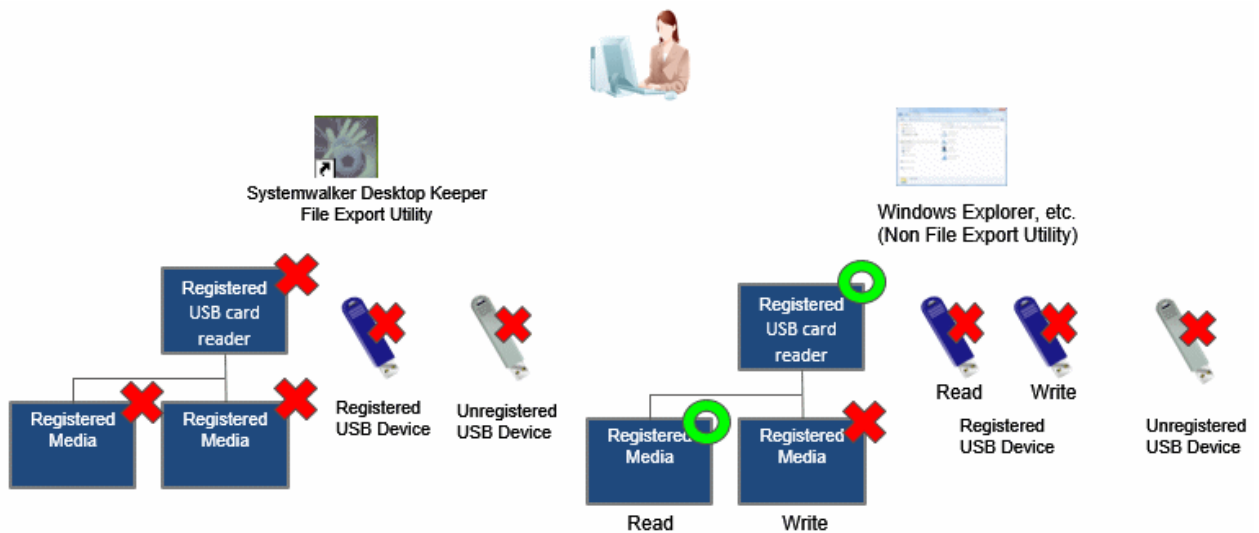 Systemwalker Desktop Keeper
File Export Utility
Windows Explorer, etc.
(Non File Export Utility)
Registered
USB card
reader
Registered
Media
Registered
Media
Registered
USB Device
Unregistered
USB Device
Registered
USB card
reader
Registered
Media
Read
Registered
Media
Write
Read
Write
Registered
USB Device
Unregistered
USB Device